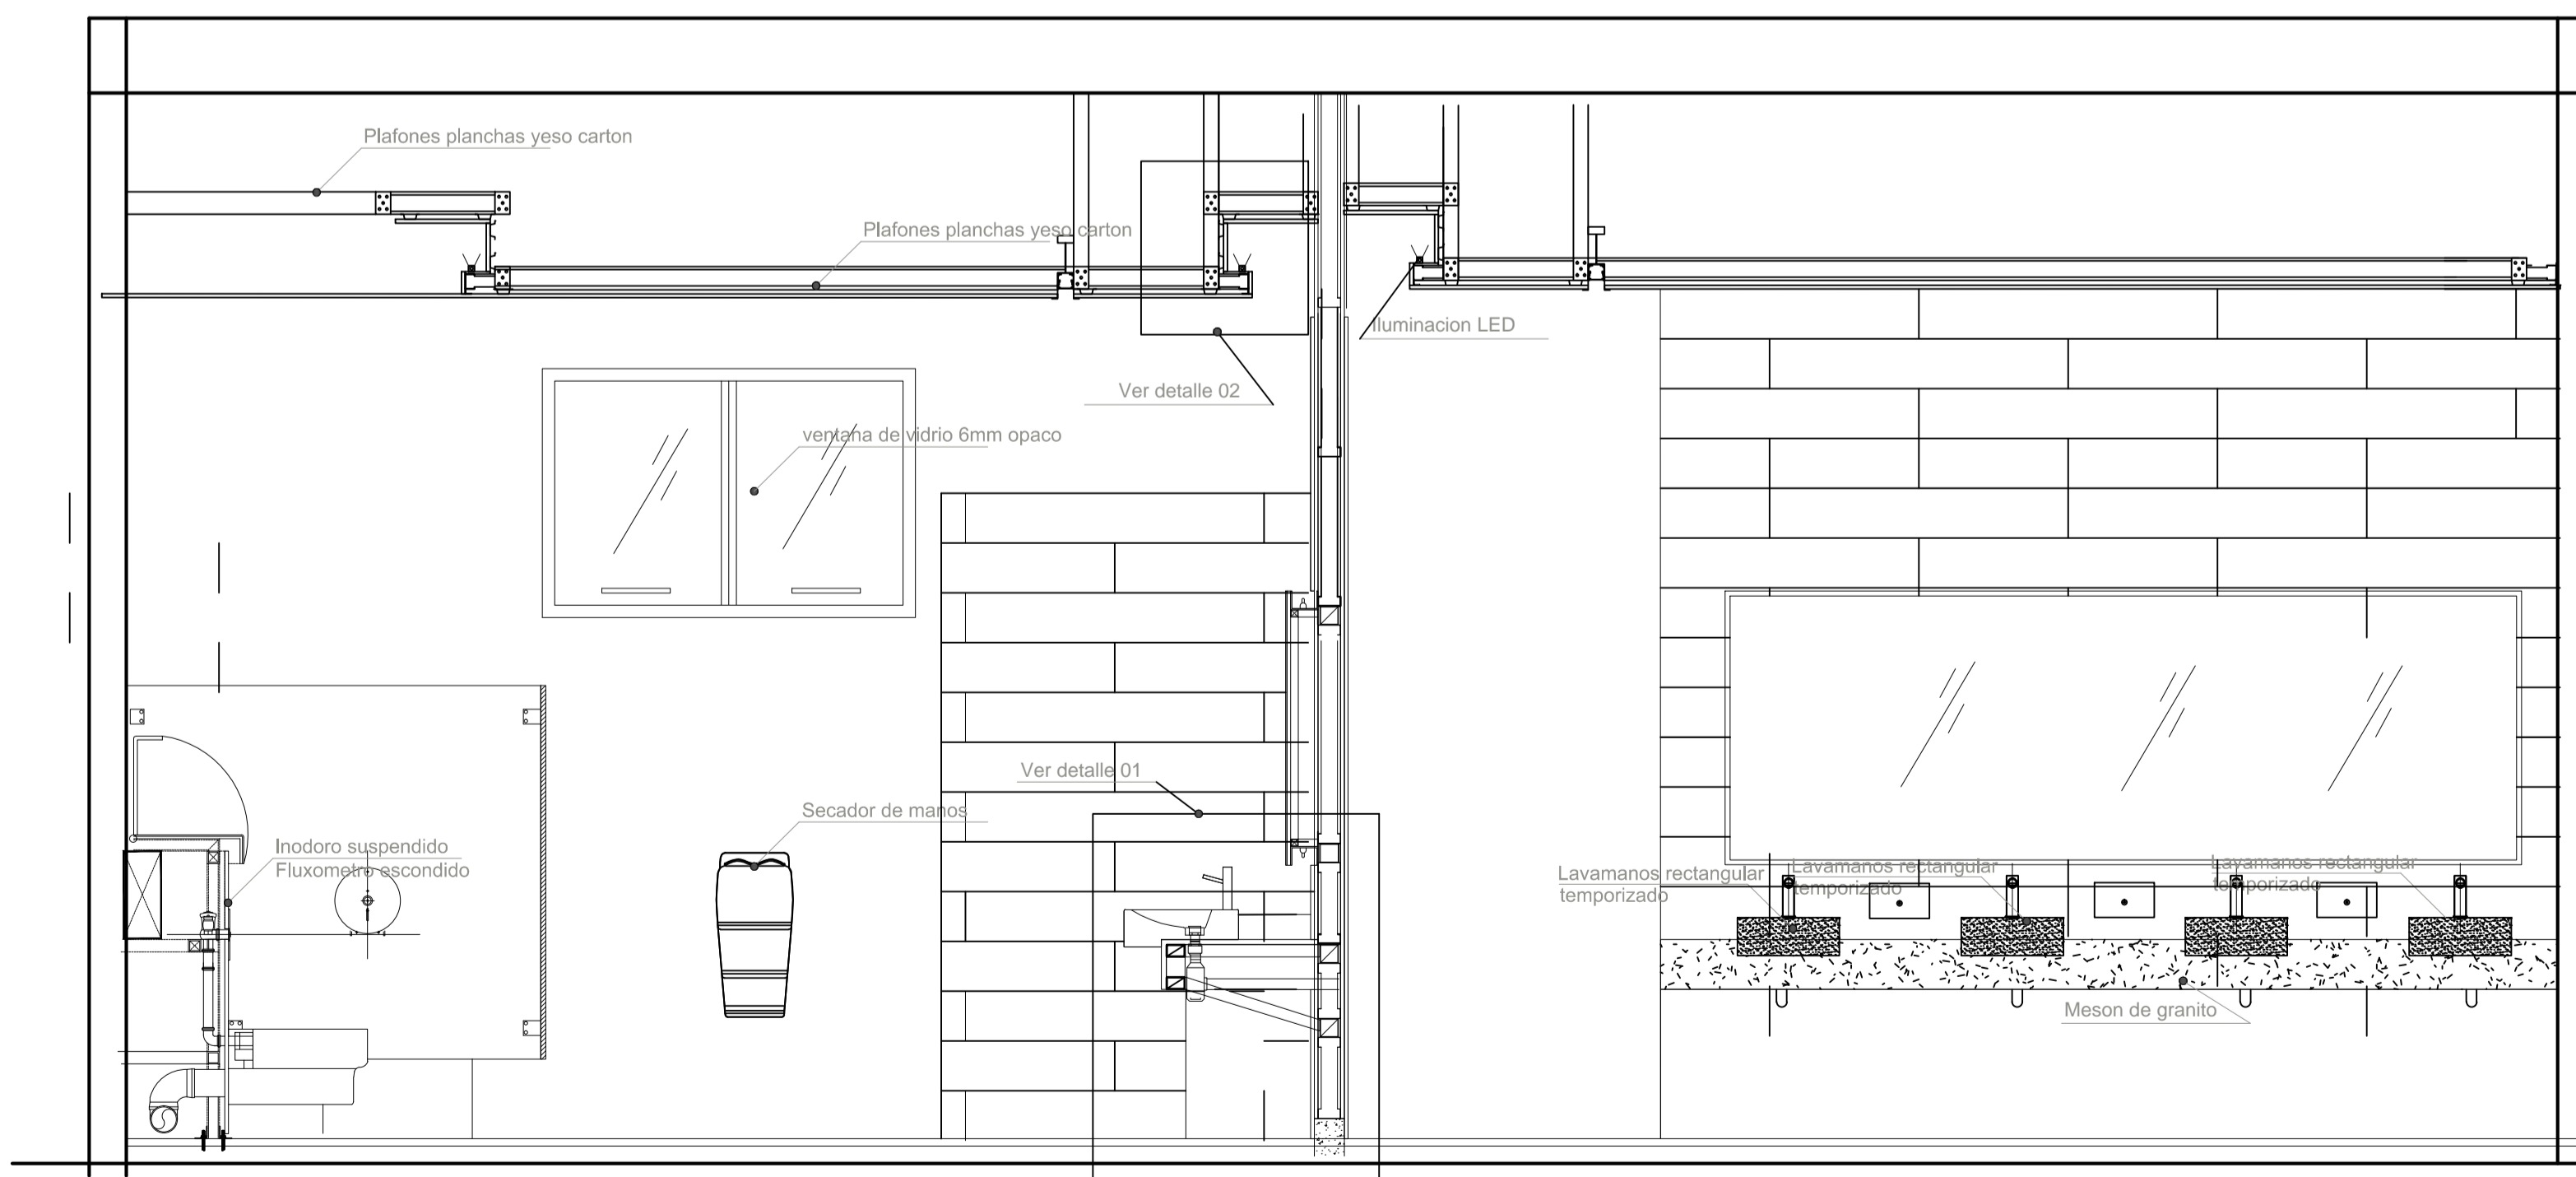 Plafones planchas yeso carton
Plafones planchas yeso carton
Iluminacion LED
Ver detalle 02
ventana de vidrio 6mm opaco
Ver detalle 01
Secador de manos
Inodoro suspendido
Fluxometro escondido
Lavamanos rectangular
temporizado
Lavamanos rectangular
temporizado
Lavamanos rectangular
temporizado
Meson de granito